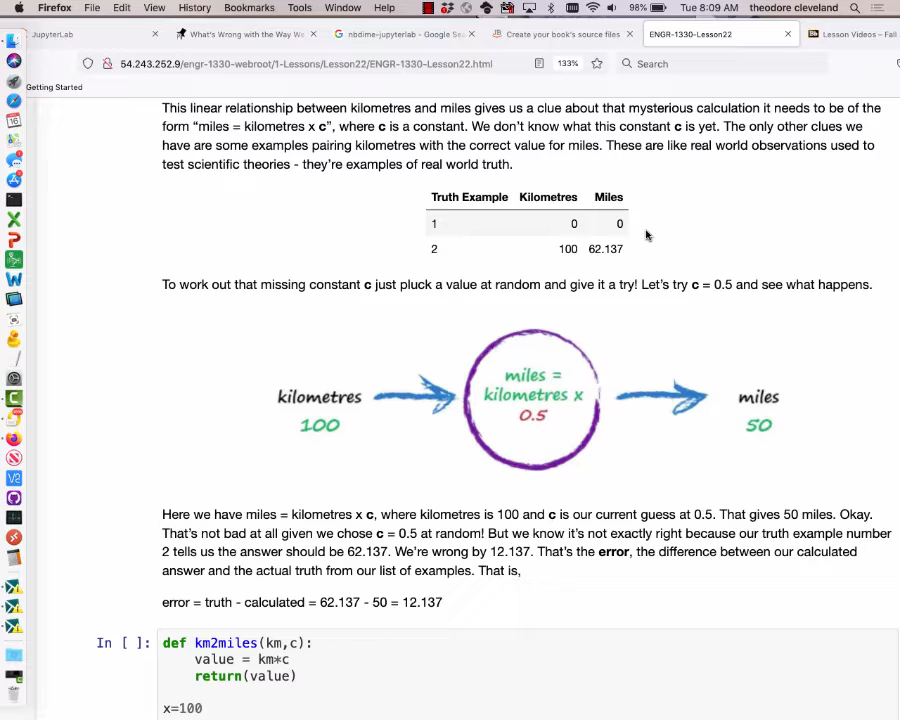 Firefox File Edit View History Bookmarks Tools Window Help 98% Tue 8:09 AM theodore cleveland
JupyterLab What's Wrong with the Way We nbdime-jupyterlab - Google Sea Create your book's source files ENGR-1330-Lesson22 Lesson Videos – Fall
54.243.252.9/engr-1330-webroot/1-Lessons/Lesson22/ENGR-1330-Lesson22.html 133% Search
Getting Started
This linear relationship between kilometres and miles gives us a clue about that mysterious calculation it needs to be of the
form "miles = kilometres x c", where c is a constant. We don't know what this constant c is yet. The only other clues we
have are some examples pairing kilometres with the correct value for miles. These are like real world observations used to
test scientific theories - they're examples of real world truth.
Truth Example Kilometres Miles
1 0 0
2 100 62.137
To work out that missing constant c just pluck a value at random and give it a try! Let's try c = 0.5 and see what happens.
miles =
kilometres kilometres x miles
100 0.5 50
Here we have miles = kilometres x c, where kilometres is 100 and c is our current guess at 0.5. That gives 50 miles. Okay.
That's not bad at all given we chose c = 0.5 at random! But we know it's not exactly right because our truth example number
2 tells us the answer should be 62.137. We're wrong by 12.137. That's the error, the difference between our calculated
answer and the actual truth from our list of examples. That is,
error = truth - calculated = 62.137 - 50 = 12.137
In [ ]: def km2miles(km,c):
value = km*c
return(value)
x=100